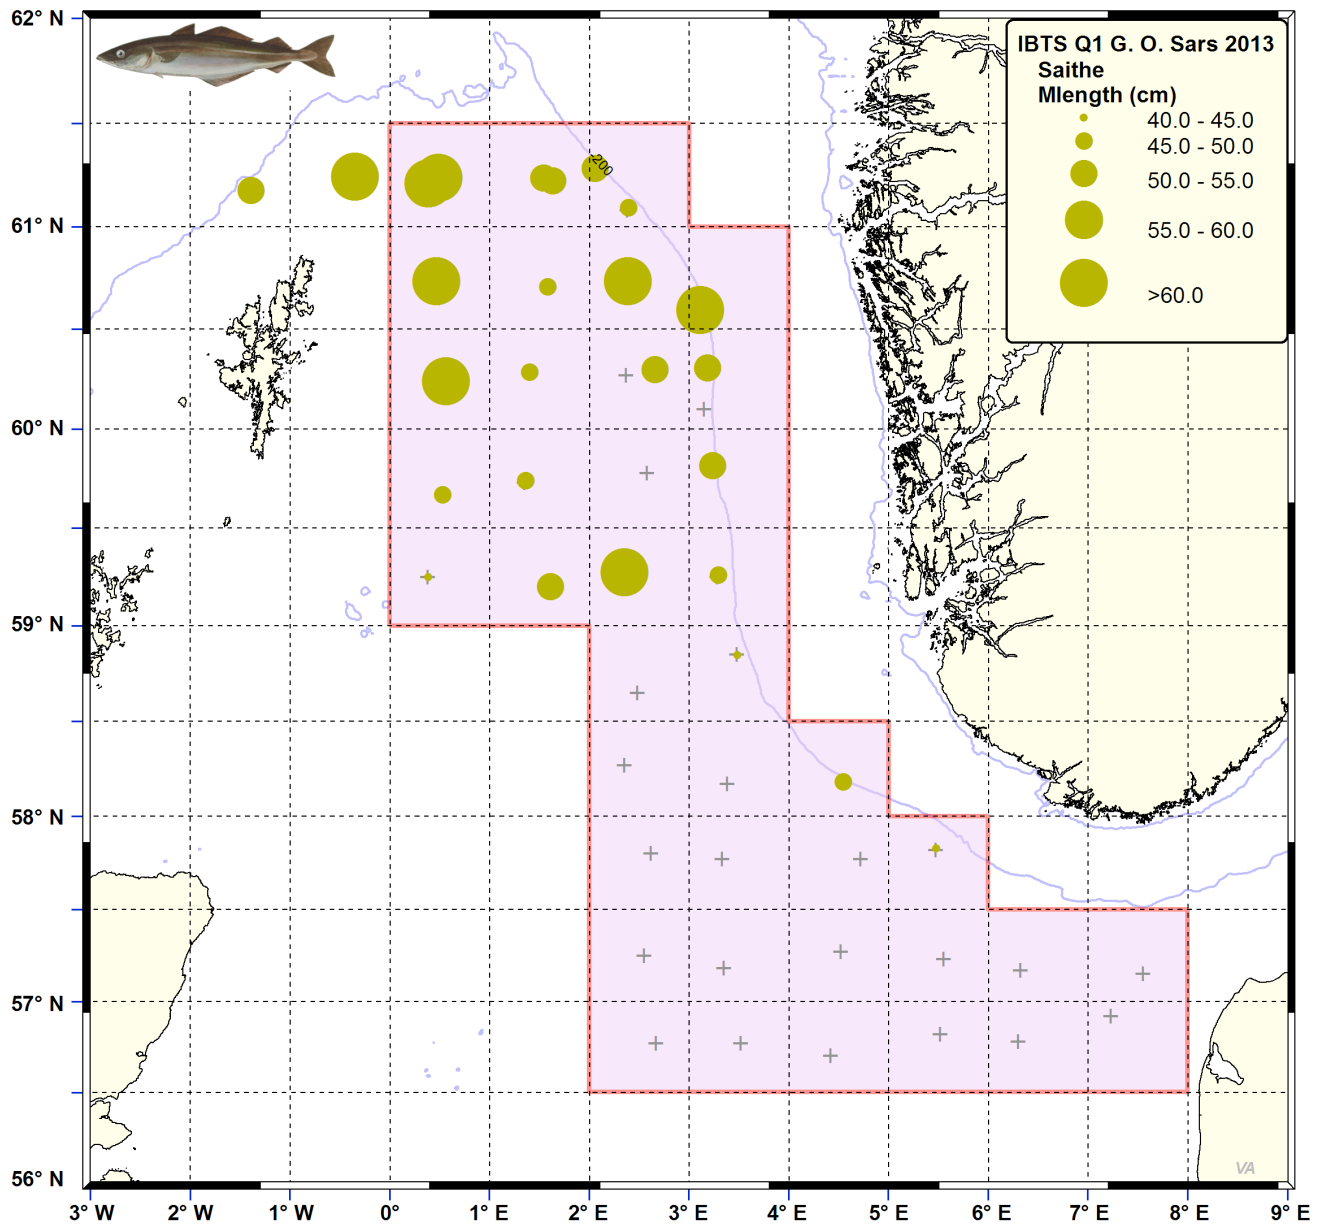 IBTS Q1 G. O. Sars 2013
Saithe
Mlength (cm)
40.0 - 45.0
45.0 - 50.0
50.0 - 55.0
55.0 - 60.0
>60.0
62° N
61° N
60° N
59° N
58° N
57° N
56° N
-200
VA
3°W 2°W 1°W 0° 1°E 2°E 3°E 4°E 5°E 6°E 7°E 8°E 9°E